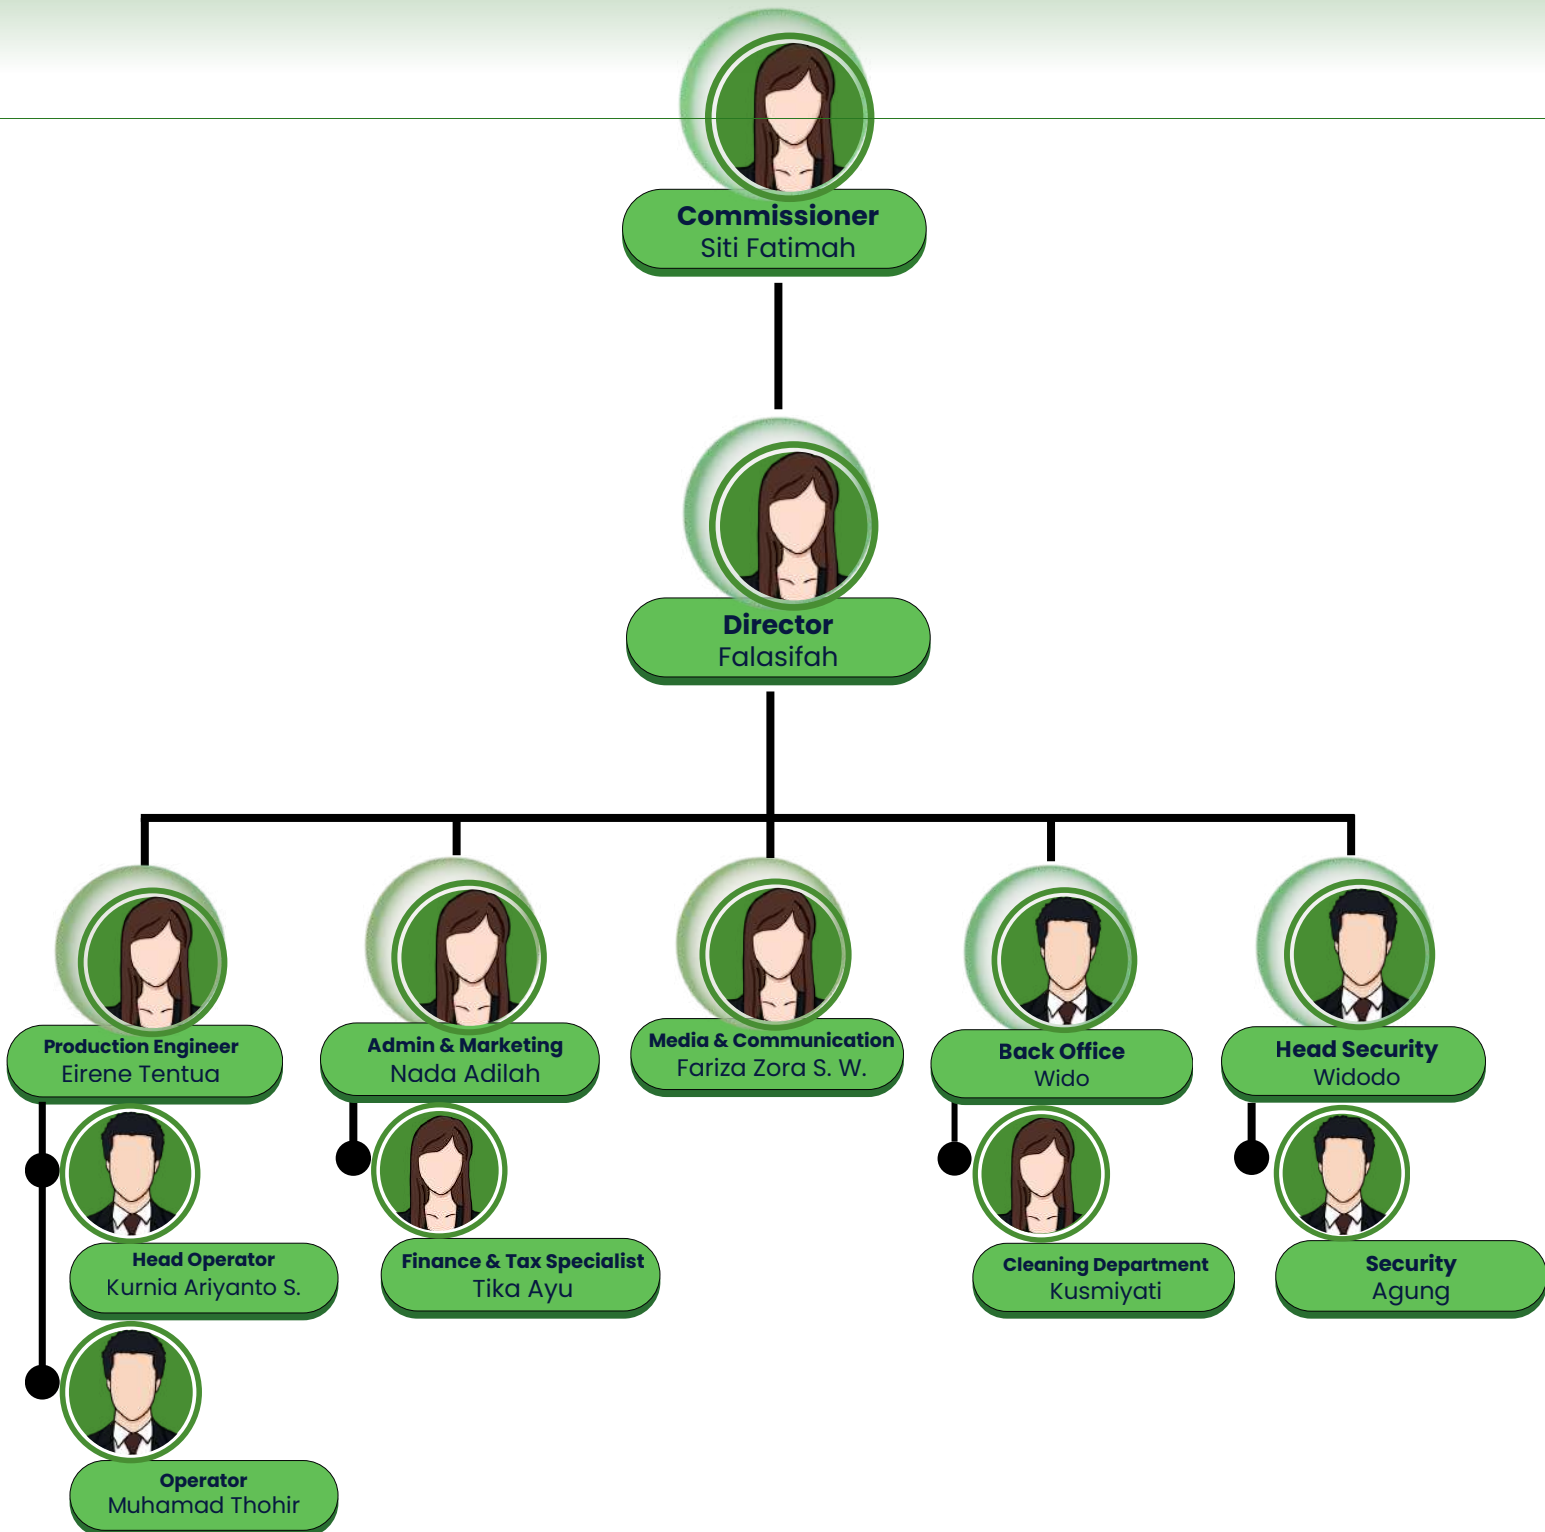 Commissioner
Siti Fatimah
Director
Falasifah
Production Engineer
Eirene Tentua
Admin & Marketing
Nada Adilah
Media & Communication
Fariza Zora S. W.
Back Office
Wido
Head Security
Widodo
Head Operator
Kurnia Ariyanto S.
Finance & Tax Specialist
Tika Ayu
Cleaning Department
Kusmiyati
Security
Agung
Operator
Muhamad Thohir